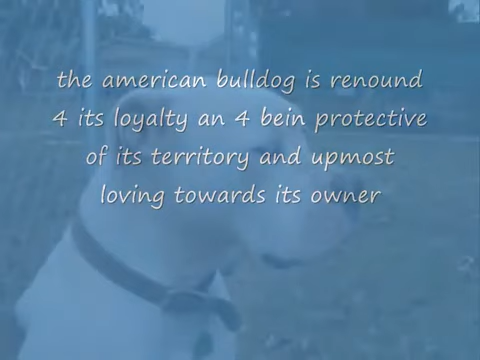 the american bulldog is renound
4 its loyalty an 4 bein protective
of its territory and upmost
loving towards its owner